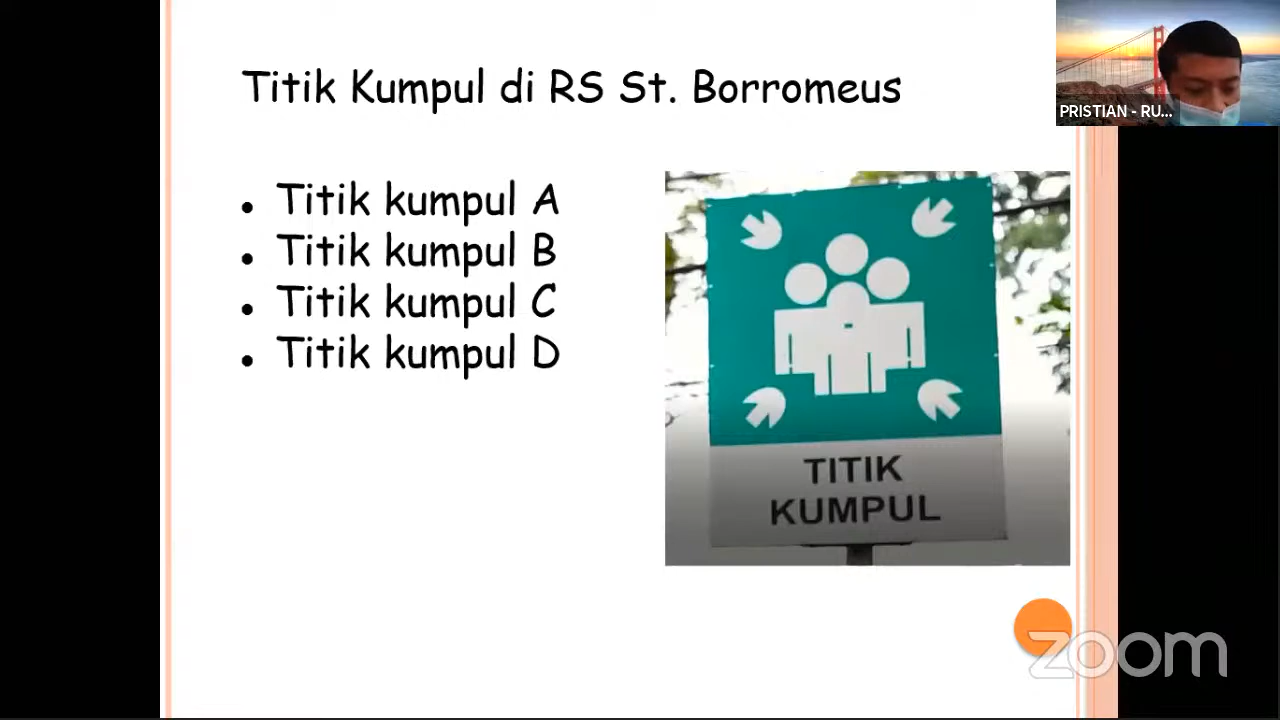 Titik Kumpul di RS St. Borromeus
PRISTIAN - RU...
• Titik kumpul A
• Titik kumpul B
• Titik kumpul C
• Titik kumpul D
TITIK
KUMPUL
zoom